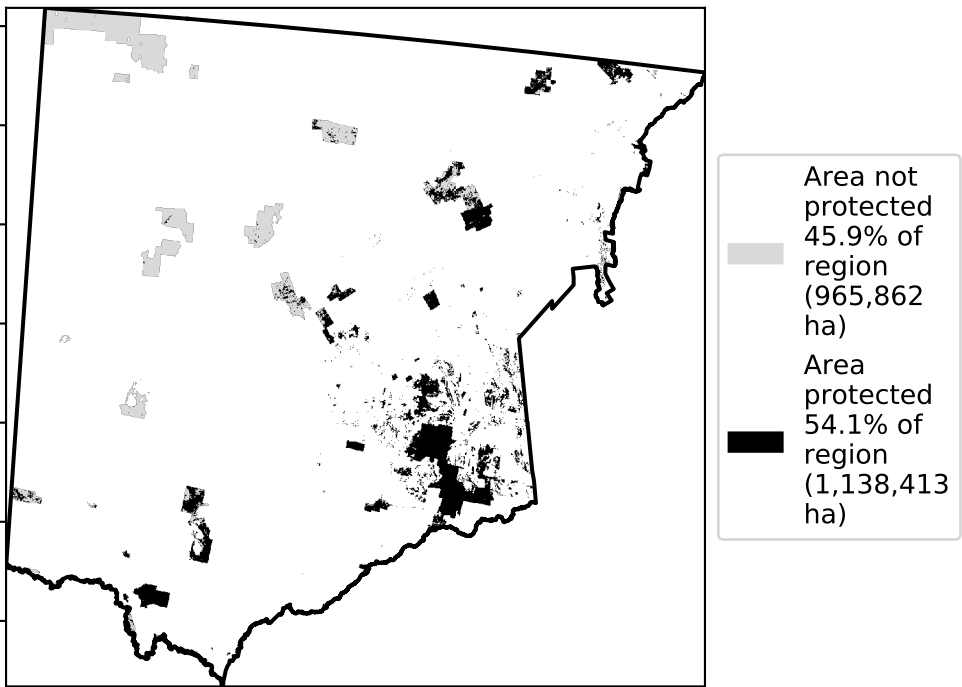 Area not
protected
45.9% of
region
(965,862
ha)
Area
protected
54.1% of
region
(1,138,413
ha)